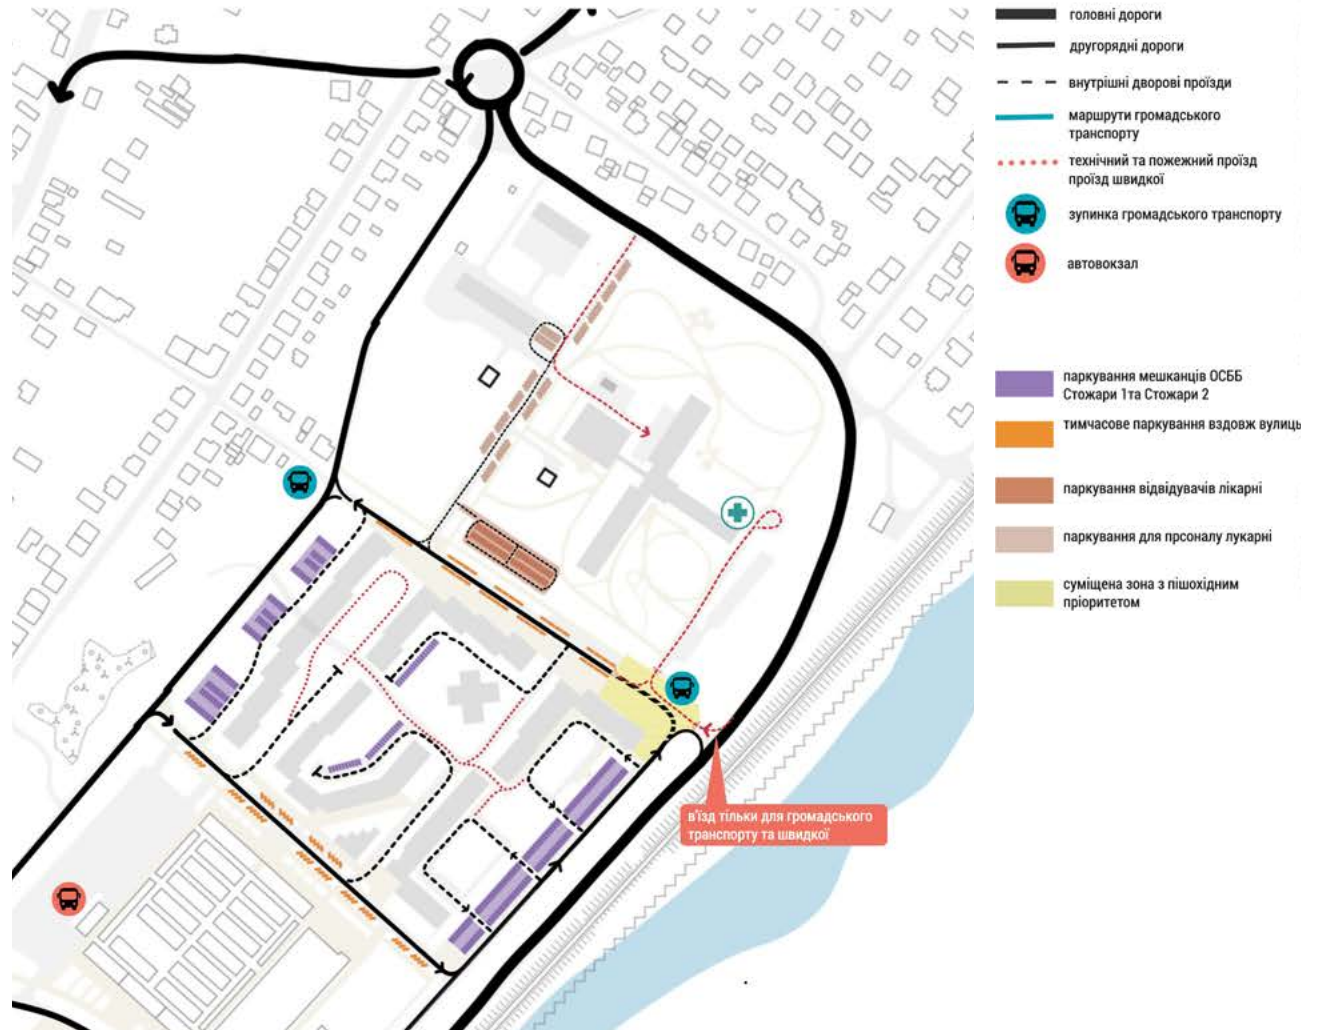 головні дороги
другорядні дороги
внутрішні дворові проїзди
маршрути громадського
транспорту
технічний та пожежний проїзд
проїзд швидкої
зупинка громадського транспорту
автовокзал
паркування мешканців ОСББ
Стожари 1та Стожари 2
тимчасове паркування вздовж вулиць
паркування відвідувачів лікарні
паркування для прсоналу лукарні
суміщена зона з пішохідним
пріоритетом
в'їзд тільки для громадського
транспорту та швидкої